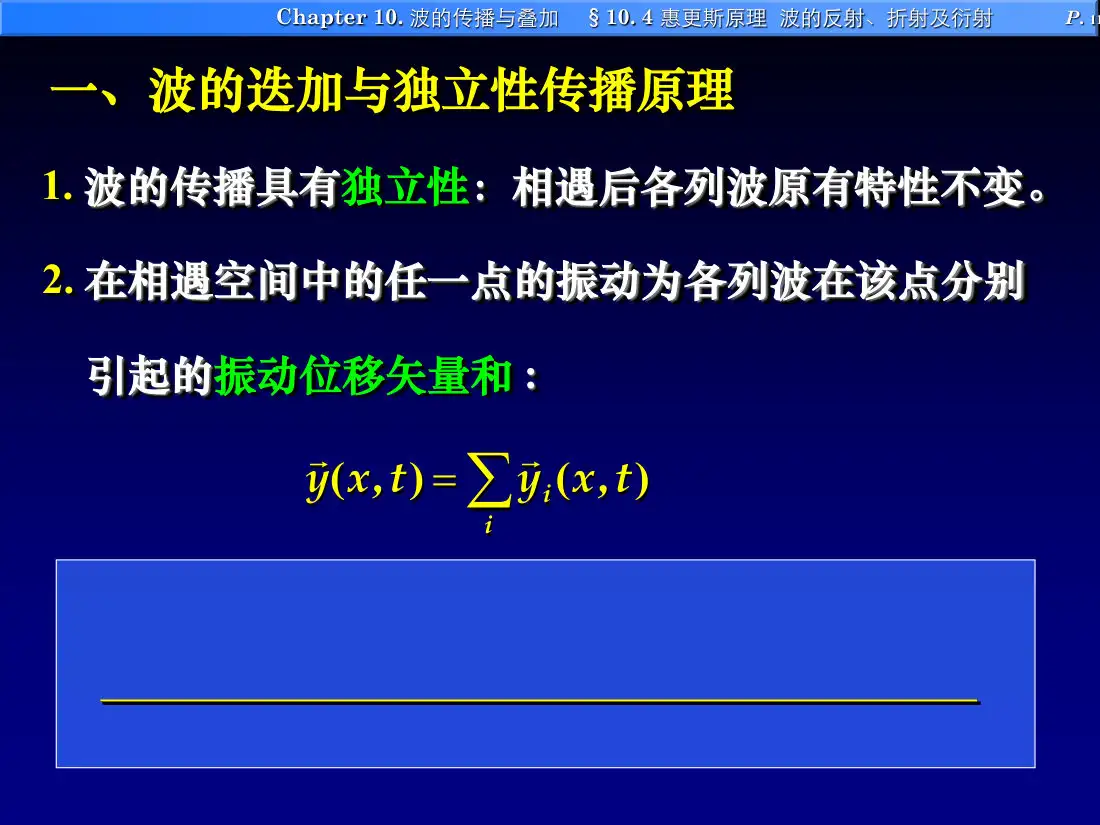 Chapter 10. 波的传播与叠加 §10.4 惠更斯原理 波的反射、折射及衍射 P.
一、波的迭加与独立性传播原理
1. 波的传播具有独立性：相遇后各列波原有特性不变。
2. 在相遇空间中的任一点的振动为各列波在该点分别
引起的振动位移矢量和：
$\vec{y}(x,t)=\sum_{i}\vec{y}_i(x,t)$